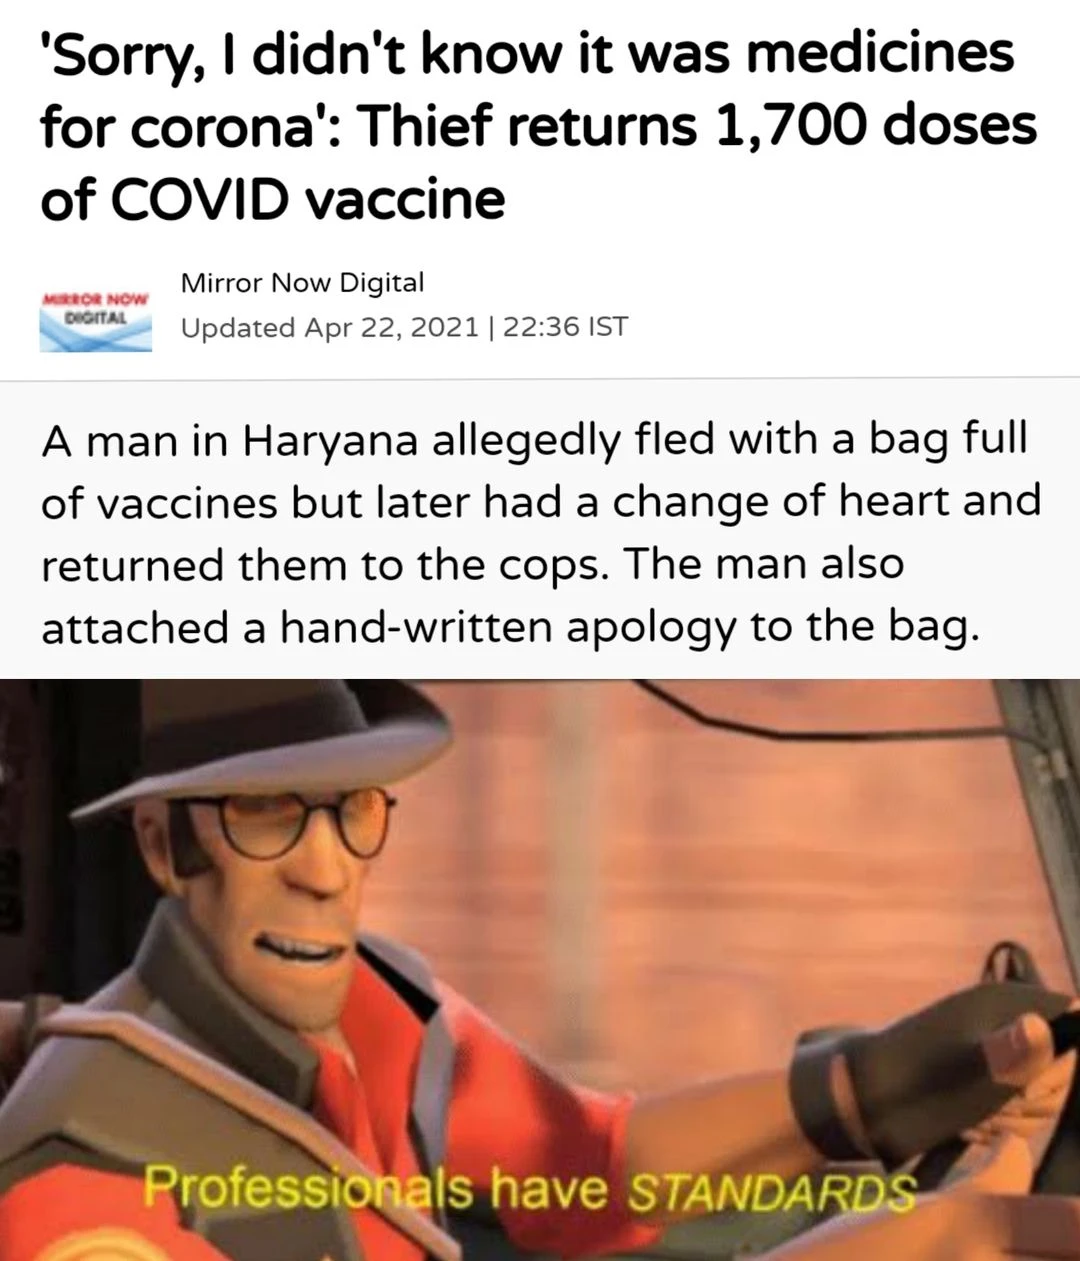 'Sorry, I didn't know it was medicines
for corona': Thief returns 1,700 doses
of COVID vaccine
Mirror Now Digital
MIRROR NOW
DIGITAL
Updated Apr 22, 2021 | 22:36 IST
A man in Haryana allegedly fled with a bag full
of vaccines but later had a change of heart and
returned them to the cops. The man also
attached a hand-written apology to the bag.
Professionals have STANDARDS